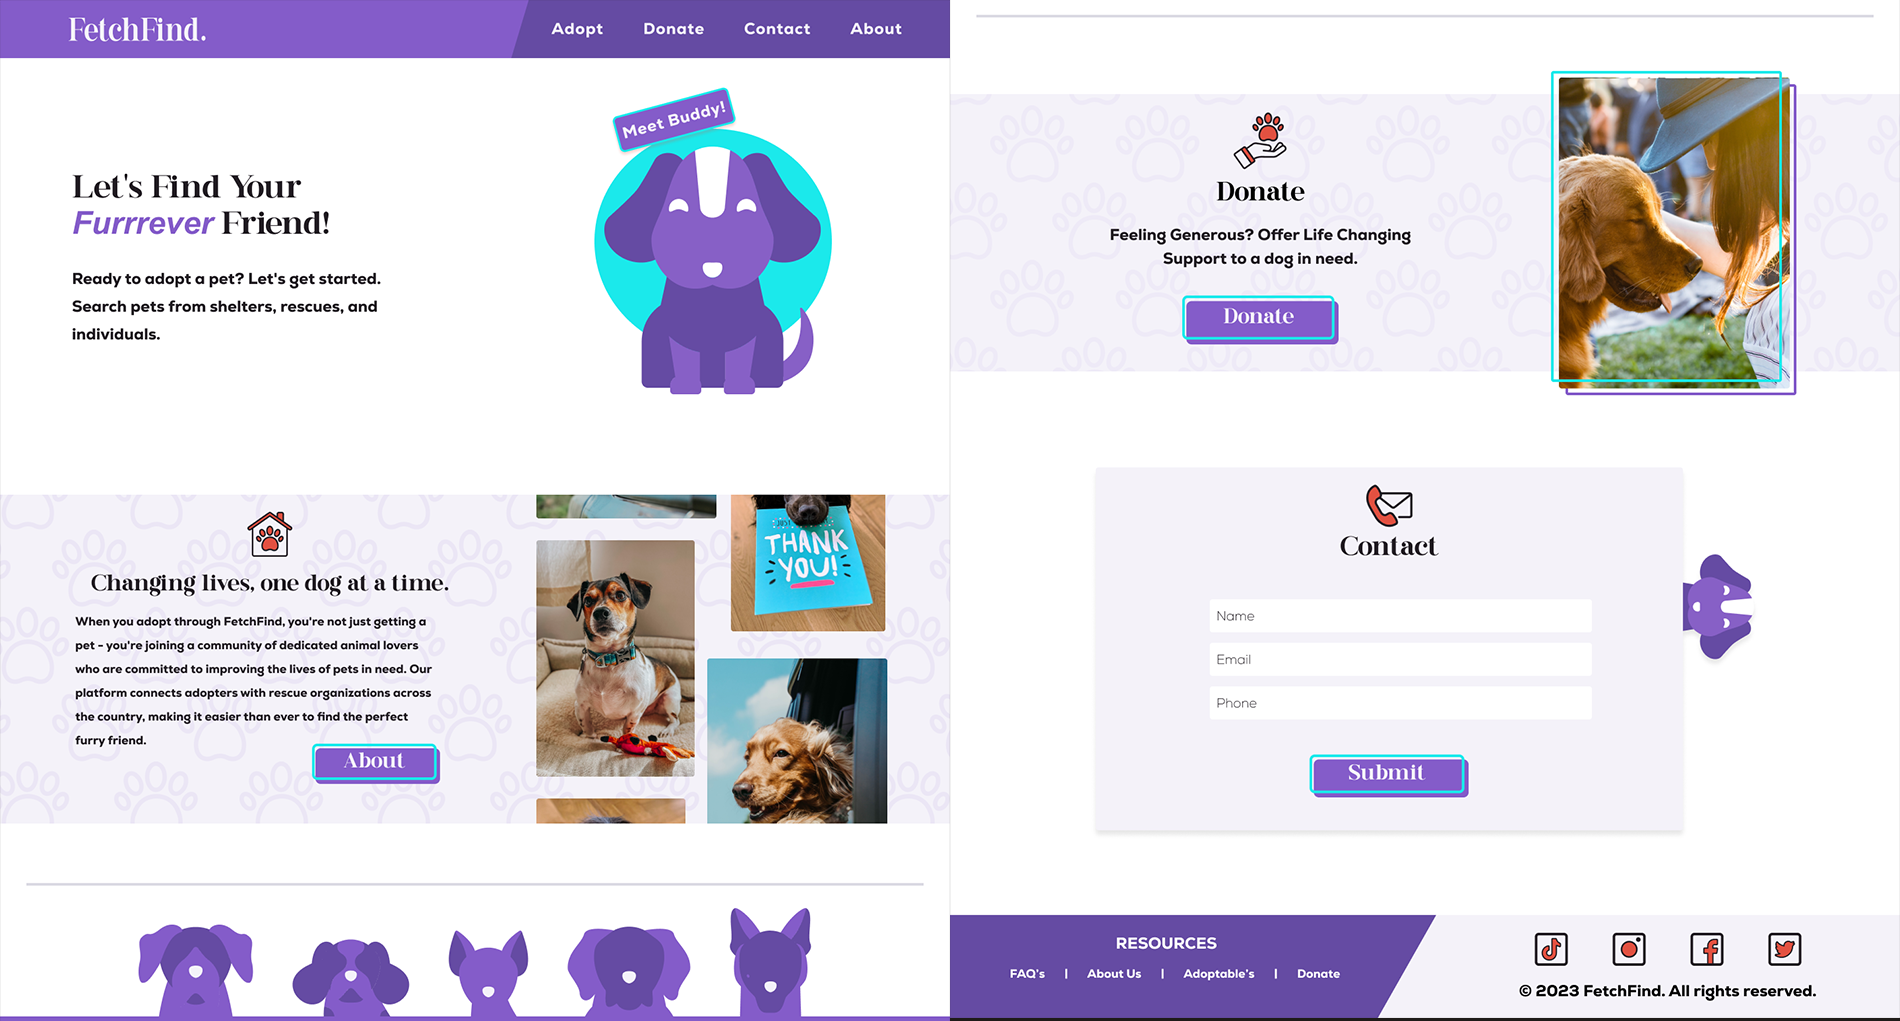 FetchFind.
Adopt Donate Contact About
Meet Buddy!
Let's Find Your
Furrrever Friend!
Ready to adopt a pet? Let's get started.
Search pets from shelters, rescues, and
individuals.
Changing lives, one dog at a time.
When you adopt through FetchFind, you're not just getting a
pet - you're joining a community of dedicated animal lovers
who are committed to improving the lives of pets in need. Our
platform connects adopters with rescue organizations across
the country, making it easier than ever to find the perfect
furry friend.
About
THANK
YOU!
Donate
Feeling Generous? Offer Life Changing
Support to a dog in need.
Donate
Contact
Name
Email
Phone
Submit
RESOURCES
FAQ's | About Us | Adoptable's | Donate
© 2023 FetchFind. All rights reserved.